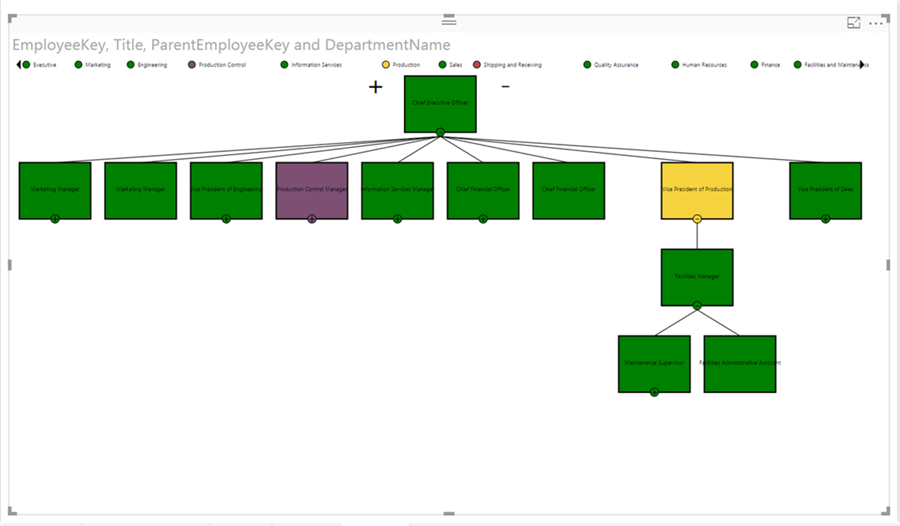 EmployeeKey, Title, ParentEmployeeKey and DepartmentName
Executive Marketing Engineering Production Control Information Services Production Sales Shipping and Receiving Quality Assurance Human Resources Finance Facilities and Maintenance
+ Chief Executive Officer −
Marketing Manager Marketing Manager Vice President of Engineering Production Control Manager Information Services Manager Chief Financial Officer Chief Financial Officer Vice President of Production Vice President of Sales
Facilities Manager
Maintenance Supervisor Facilities Administrative Assistant